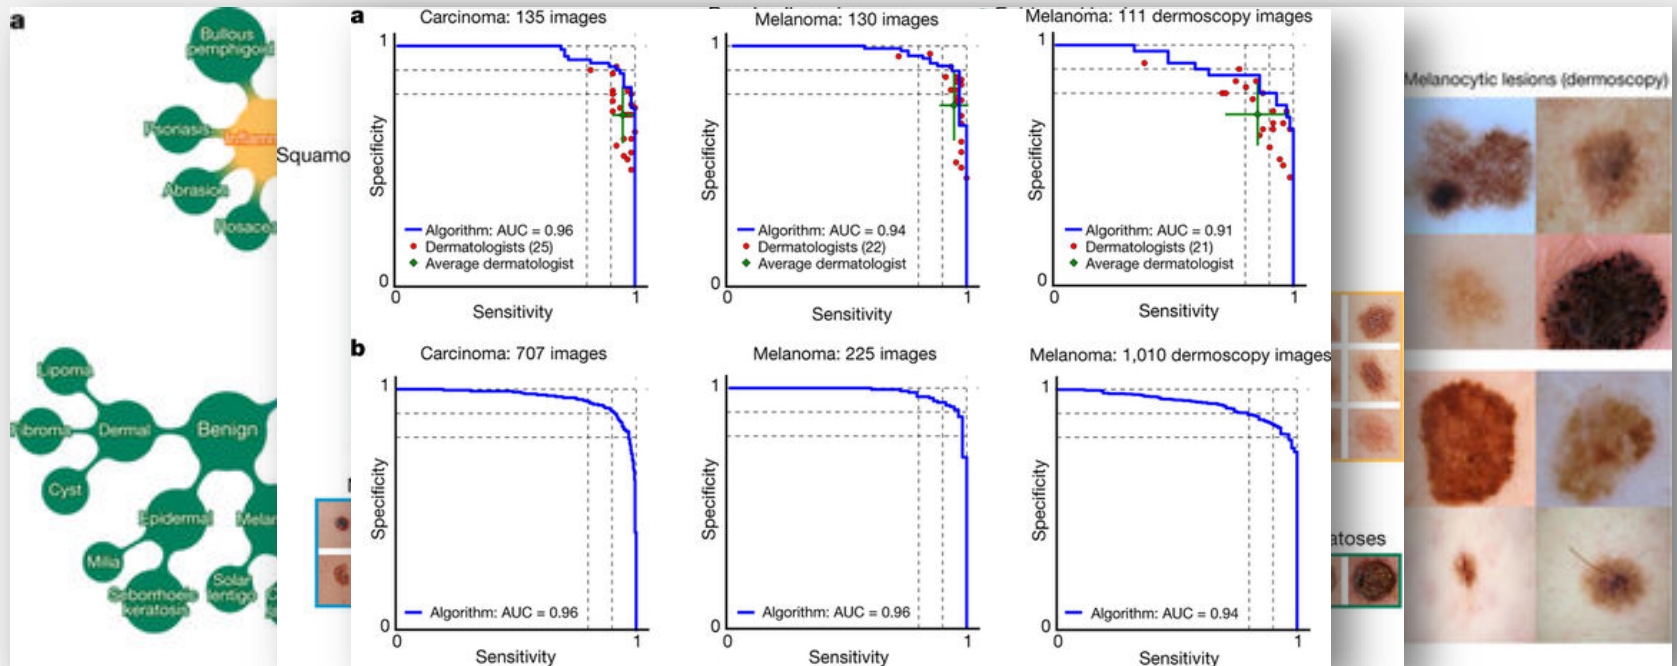 a
Bullous
pemphigoid
Psoriasis
Abrasion
Lipoma
Dermal
Benign
Cyst
Epidermal
Milia
Seborrhoeic
keratosis
Solar
lentigo
a
Carcinoma: 135 images
1
Specificity
Algorithm: AUC = 0.96
Dermatologists (25)
Average dermatologist
0
0
1
Sensitivity
Melanoma: 130 images
1
Specificity
Algorithm: AUC = 0.94
Dermatologists (22)
Average dermatologist
0
0
1
Sensitivity
Melanoma: 111 dermoscopy images
1
Specificity
Algorithm: AUC = 0.91
Dermatologists (21)
Average dermatologist
0
0
1
Sensitivity
b
Carcinoma: 707 images
1
Specificity
Algorithm: AUC = 0.96
0
0
1
Sensitivity
Melanoma: 225 images
1
Specificity
Algorithm: AUC = 0.96
0
0
1
Sensitivity
Melanoma: 1,010 dermoscopy images
1
Specificity
Algorithm: AUC = 0.94
0
0
1
Sensitivity
Melanocytic lesions (dermoscopy)